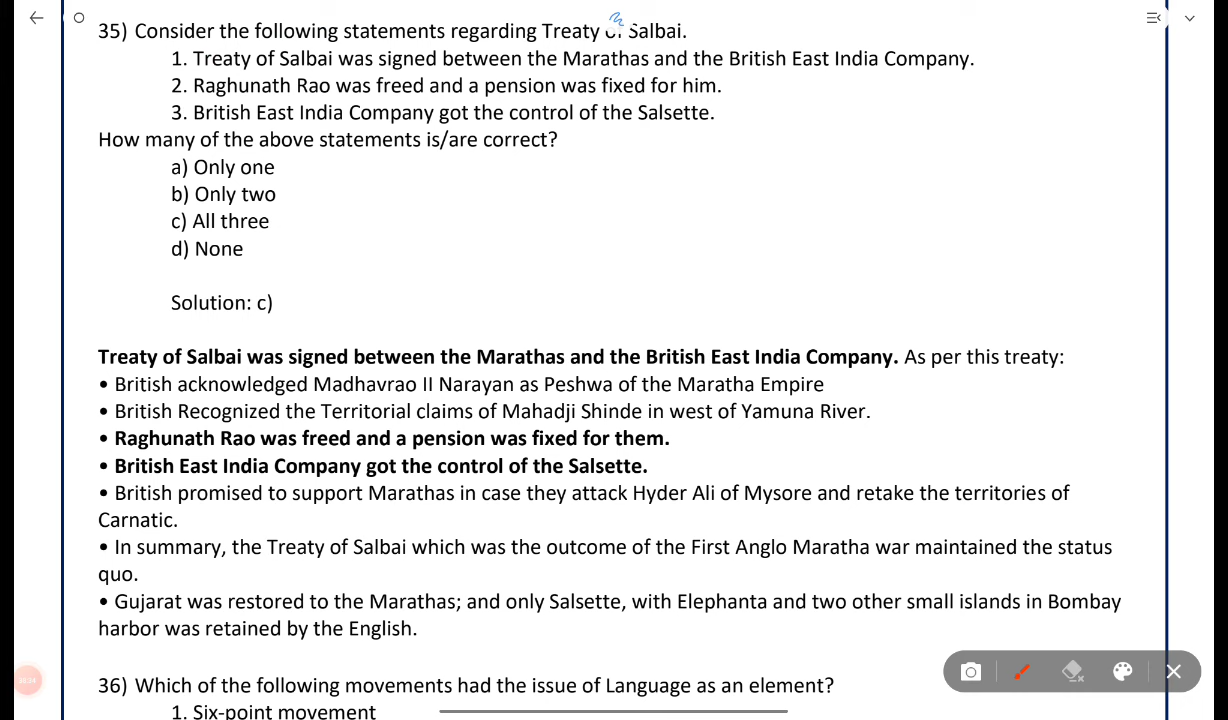 35) Consider the following statements regarding Treaty of Salbai.
1. Treaty of Salbai was signed between the Marathas and the British East India Company.
2. Raghunath Rao was freed and a pension was fixed for him.
3. British East India Company got the control of the Salsette.
How many of the above statements is/are correct?
a) Only one
b) Only two
c) All three
d) None
Solution: c)
Treaty of Salbai was signed between the Marathas and the British East India Company. As per this treaty:
• British acknowledged Madhavrao II Narayan as Peshwa of the Maratha Empire
• British Recognized the Territorial claims of Mahadji Shinde in west of Yamuna River.
• Raghunath Rao was freed and a pension was fixed for them.
• British East India Company got the control of the Salsette.
• British promised to support Marathas in case they attack Hyder Ali of Mysore and retake the territories of
Carnatic.
• In summary, the Treaty of Salbai which was the outcome of the First Anglo Maratha war maintained the status
quo.
• Gujarat was restored to the Marathas; and only Salsette, with Elephanta and two other small islands in Bombay
harbor was retained by the English.
36) Which of the following movements had the issue of Language as an element?
1. Six-point movement